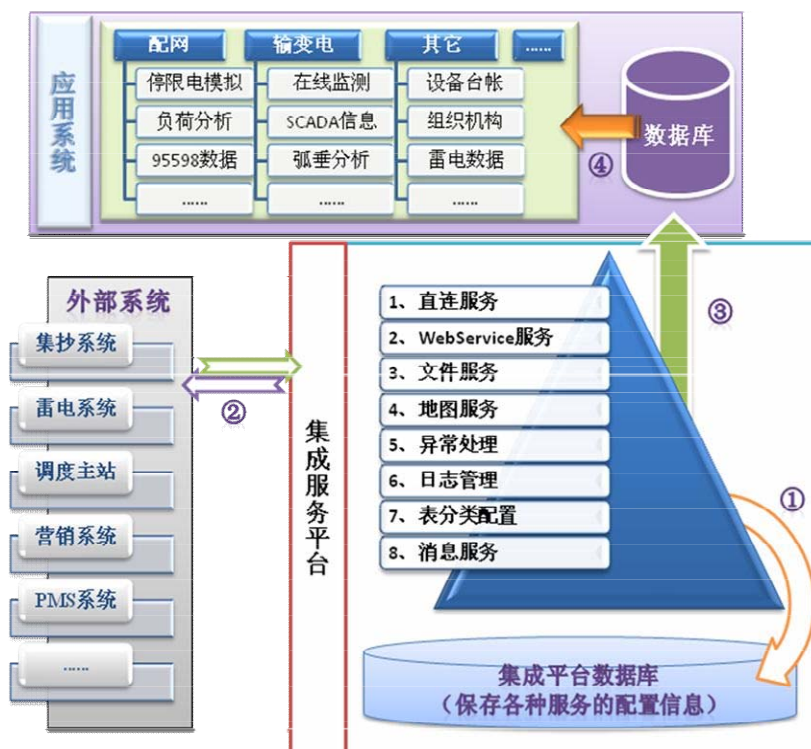 应用系统
配网
停限电模拟
负荷分析
95598数据
......
输变电
在线监测
SCADA信息
弧垂分析
......
其它
设备台帐
组织机构
雷电数据
......
......
数据库
④
③
外部系统
集抄系统
雷电系统
调度主站
营销系统
PMS系统
......
②
集成服务平台
1、直连服务
2、WebService服务
3、文件服务
4、地图服务
5、异常处理
6、日志管理
7、表分类配置
8、消息服务
①
集成平台数据库
（保存各种服务的配置信息）